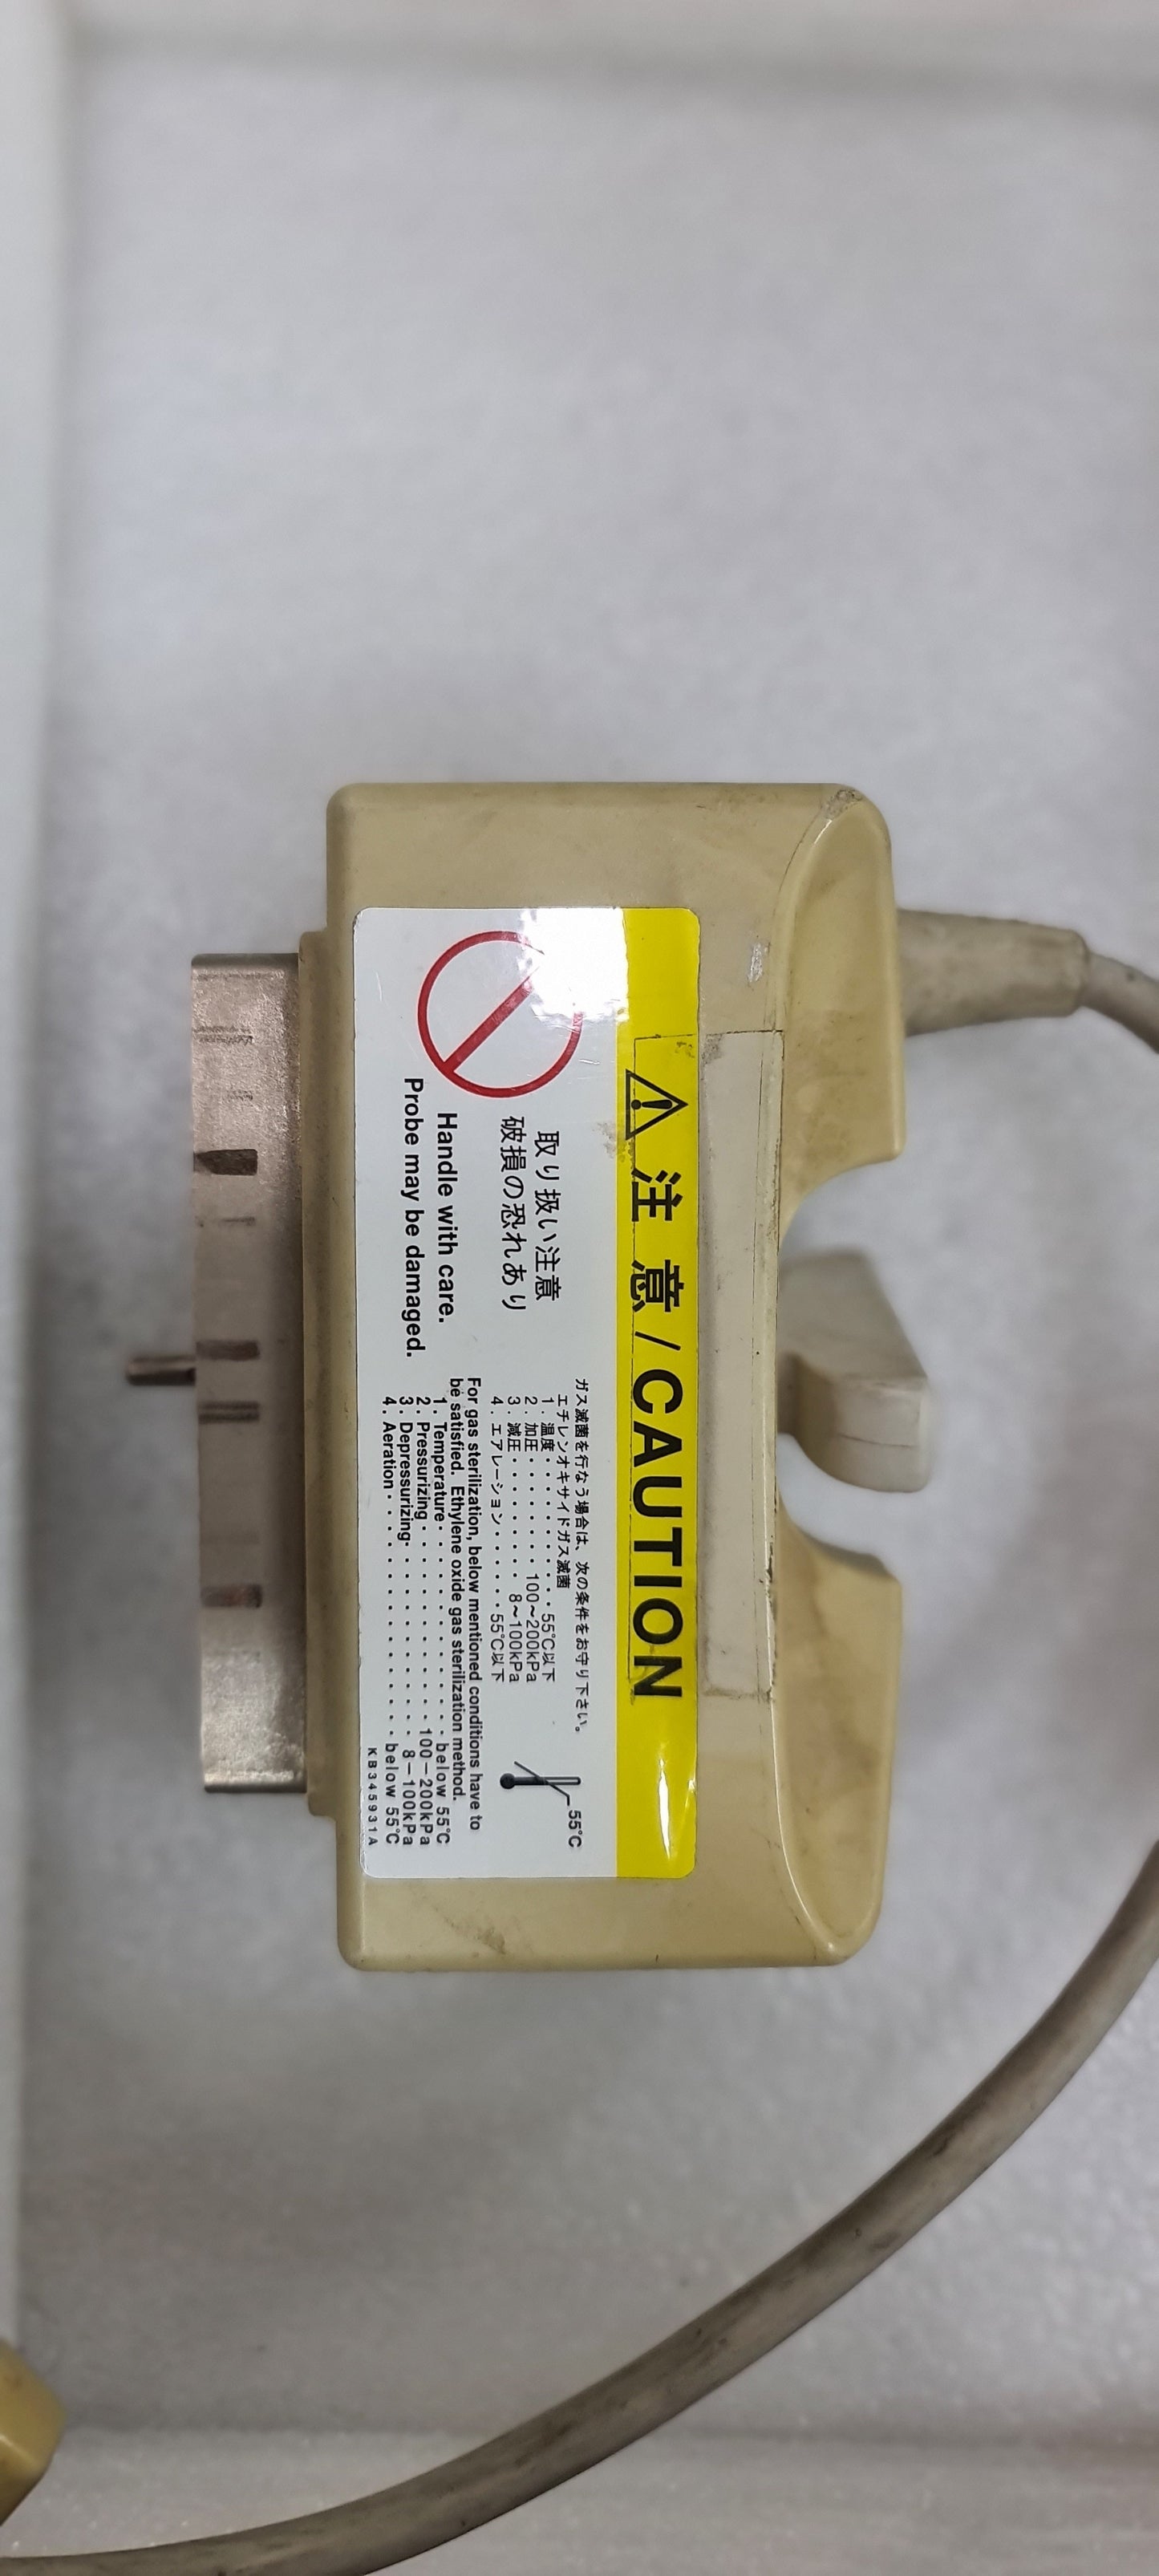 注 意 / CAUTION
取り扱い注意
破損の恐れあり
Handle with care.
Probe may be damaged.
ガス滅菌を行なう場合は、次の条件をお守り下さい。
エチレンオキサイドガス滅菌
1. 温度・・・・・・・・・55℃以下
2. 加圧・・・・・・・100~200kPa
3. 減圧・・・・・・・・8~100kPa
4. エアレーション・・・・・55℃以下
55℃
For gas sterilization, below mentioned conditions have to
be satisfied. Ethylene oxide gas sterilization method.
1. Temperature・・・・・・・・・・・・・below 55℃
2. Pressurizing・・・・・・・・・・・・100-200kPa
3. Depressurizing・・・・・・・・・・・8-100kPa
4. Aeration・・・・・・・・・・・・・・・below 55℃
KB345931A